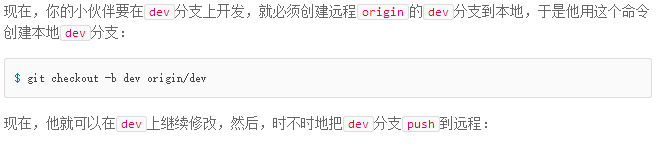 现在，你的小伙伴要在dev分支上开发，就必须创建远程origin的dev分支到本地，于是他用这个命令
创建本地dev分支：
$ git checkout -b dev origin/dev
现在，他就可以在dev上继续修改，然后，时不时地把dev分支push到远程：